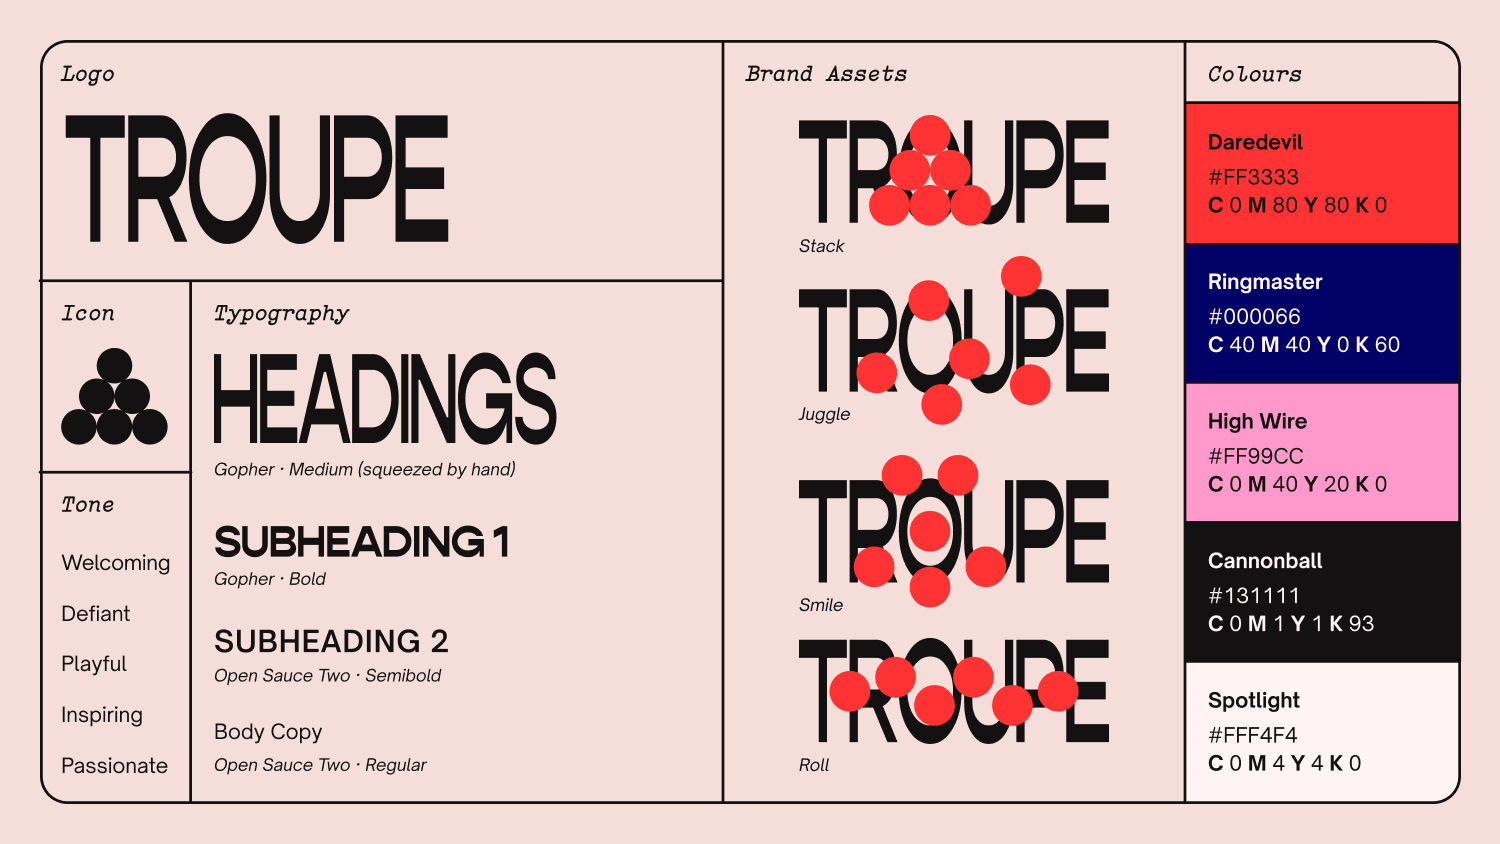 Logo
TROUPE
Icon
Tone
Welcoming
Defiant
Playful
Inspiring
Passionate
Typography
HEADINGS
Gopher · Medium (squeezed by hand)
SUBHEADING 1
Gopher · Bold
SUBHEADING 2
Open Sauce Two · Semibold
Body Copy
Open Sauce Two · Regular
Brand Assets
TROUPE
Stack
TROUPE
Juggle
TROUPE
Smile
TROUPE
Roll
Colours
Daredevil
#FF3333
C 0 M 80 Y 80 K 0
Ringmaster
#000066
C 40 M 40 Y 0 K 60
High Wire
#FF99CC
C 0 M 40 Y 20 K 0
Cannonball
#131111
C 0 M 1 Y 1 K 93
Spotlight
#FFF4F4
C 0 M 4 Y 4 K 0